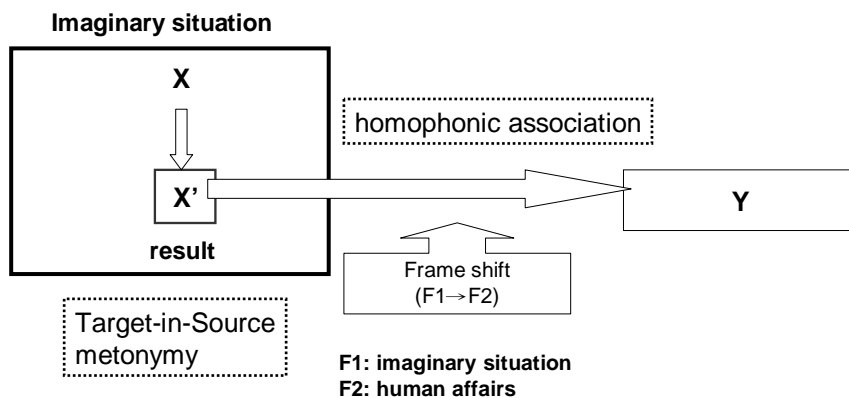 Imaginary situation
X
homophonic association
X’
Y
result
Frame shift
(F1→F2)
Target-in-Source
metonymy
F1: imaginary situation
F2: human affairs